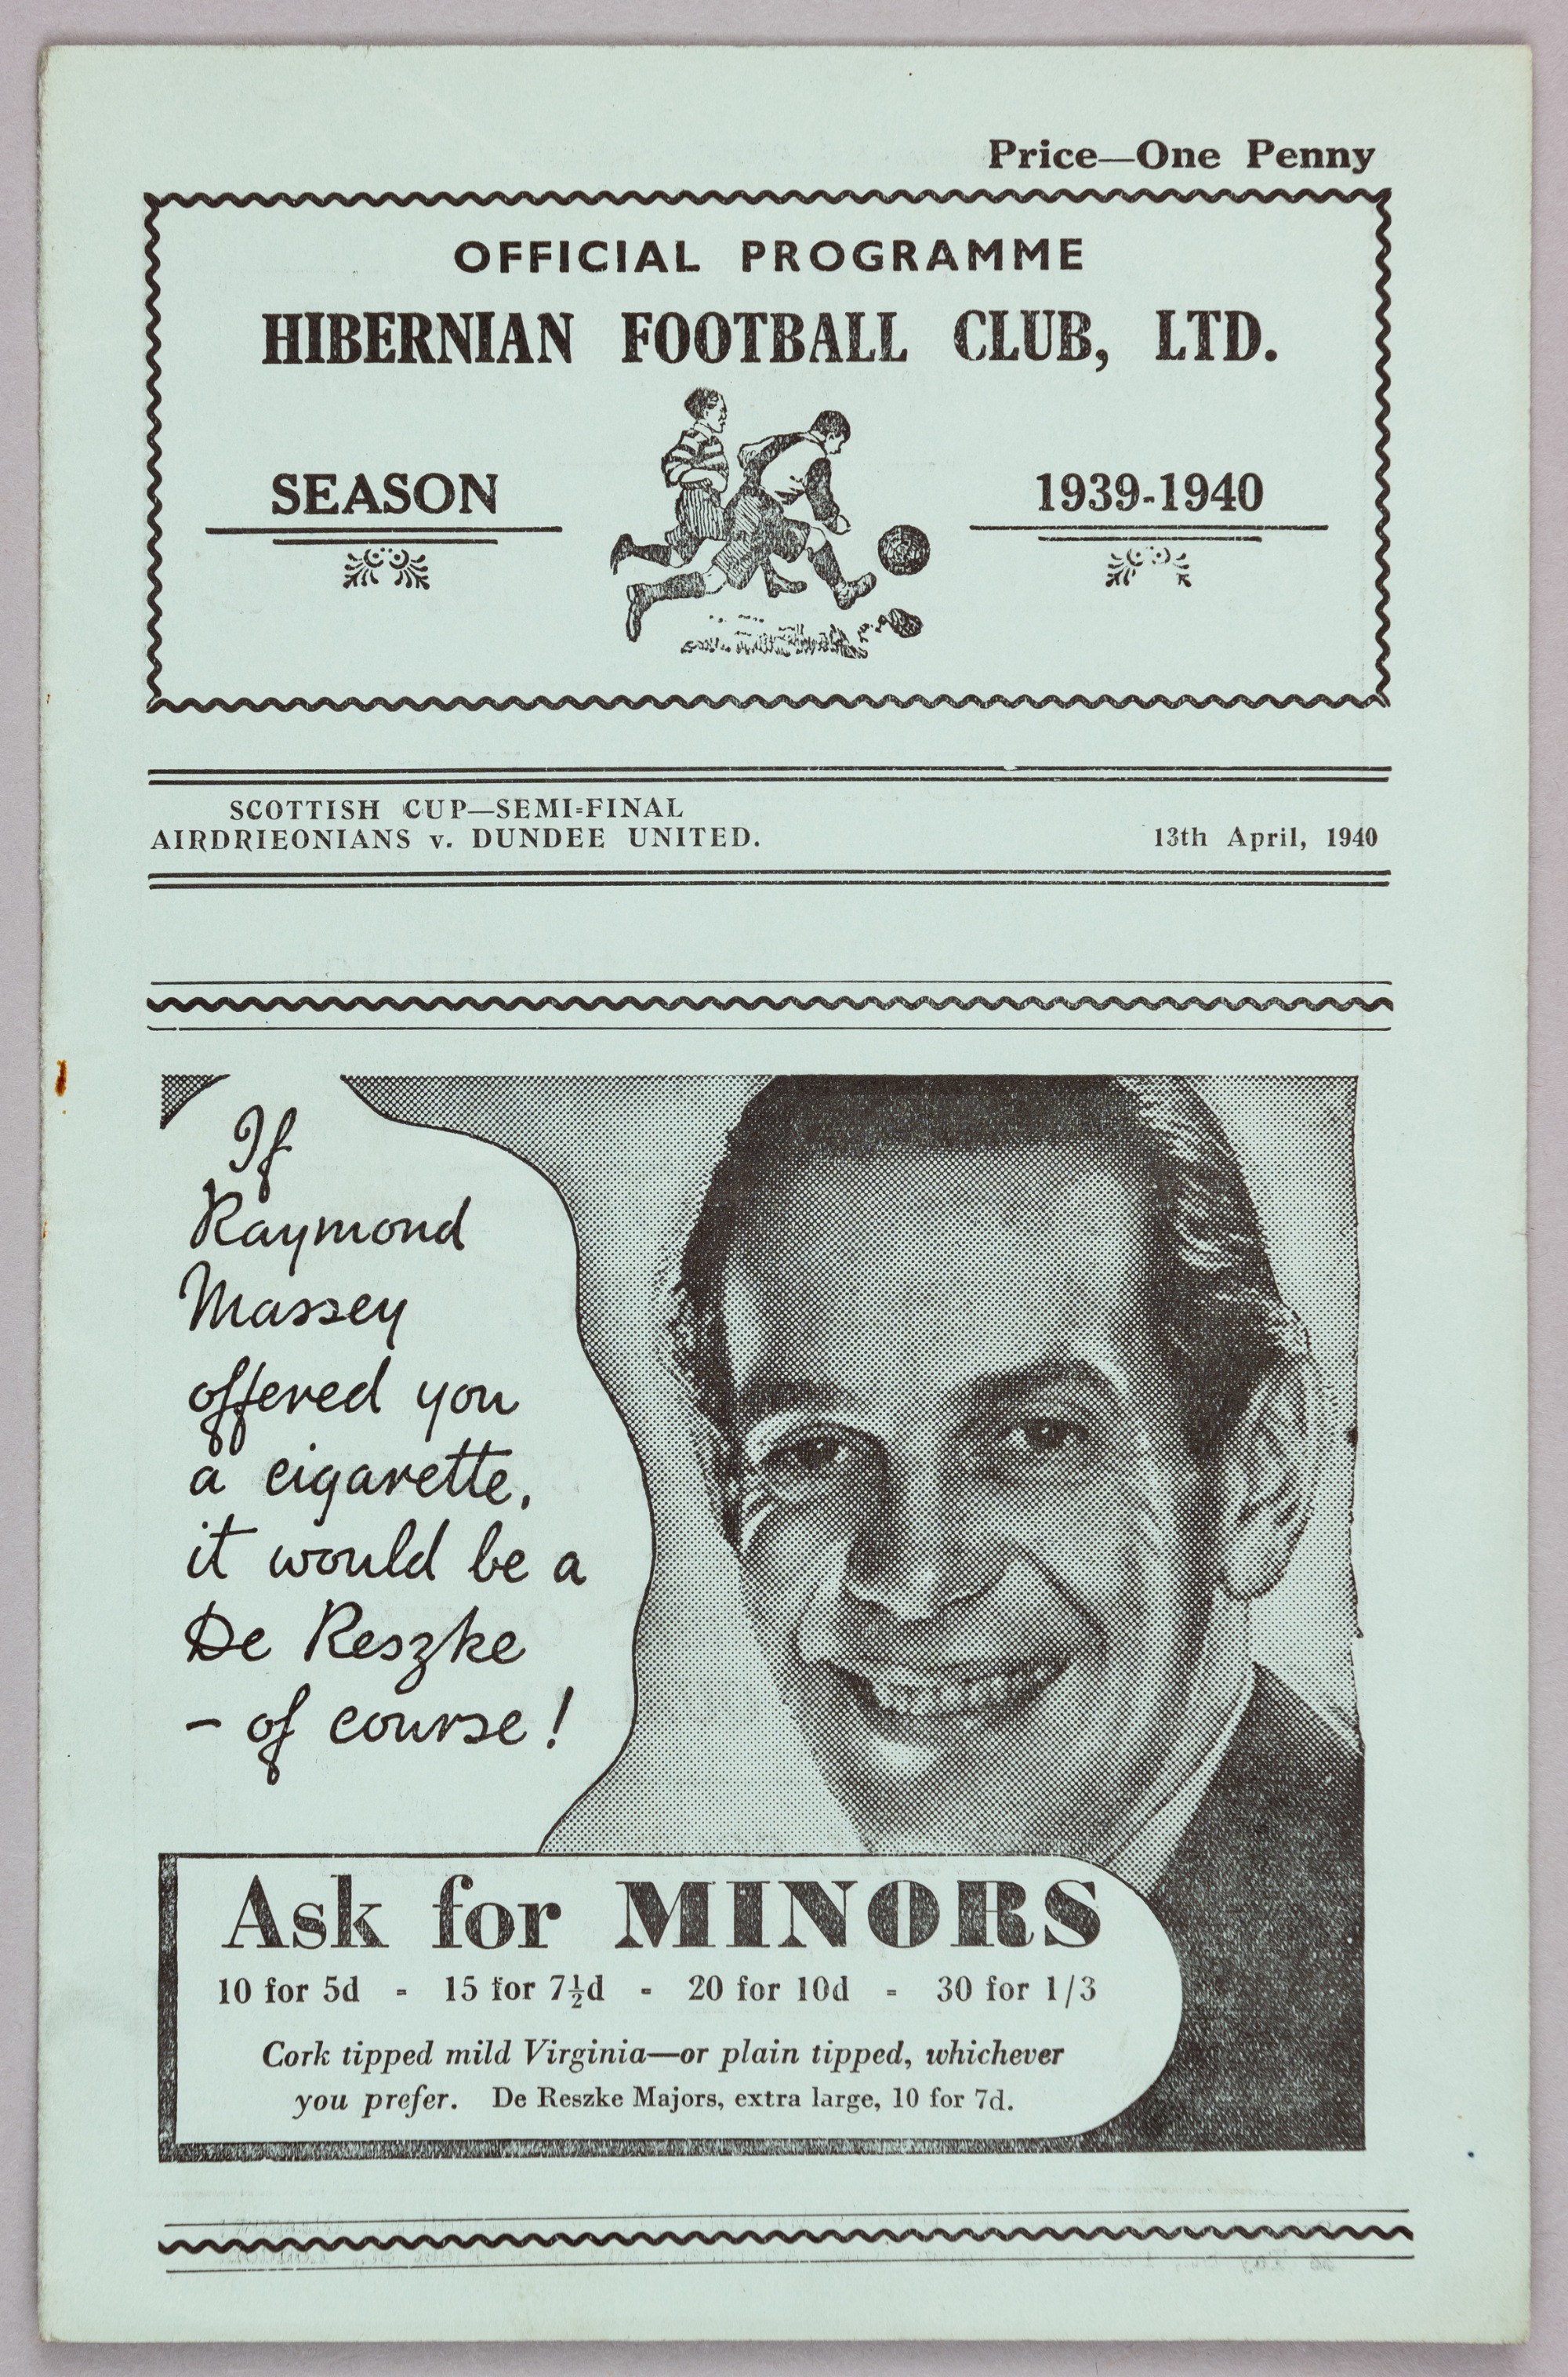 Price—One Penny
OFFICIAL PROGRAMME
HIBERNIAN FOOTBALL CLUB, LTD.
SEASON 1939-1940
SCOTTISH CUP—SEMI-FINAL
AIRDRIEONIANS v. DUNDEE UNITED. 13th April, 1940
If
Raymond
Massey
offered you
a cigarette,
it would be a
De Reszke
- of course!
Ask for MINORS
10 for 5d - 15 for 7½d - 20 for 10d - 30 for 1/3
Cork tipped mild Virginia—or plain tipped, whichever
you prefer. De Reszke Majors, extra large, 10 for 7d.